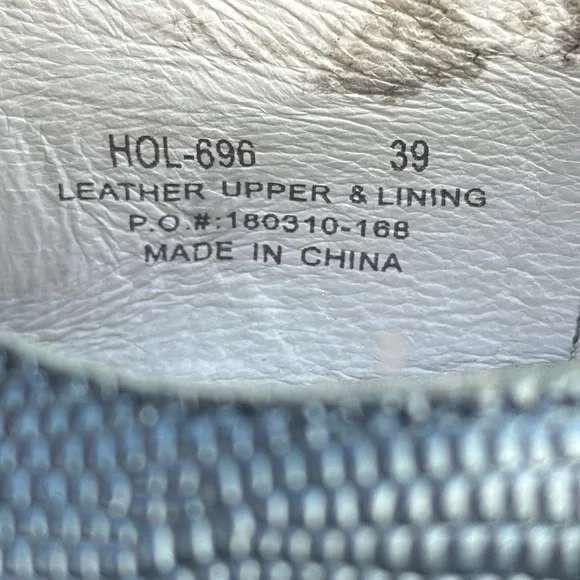 HOL-696 39
LEATHER UPPER & LINING
P.O.#:180310-168
MADE IN CHINA